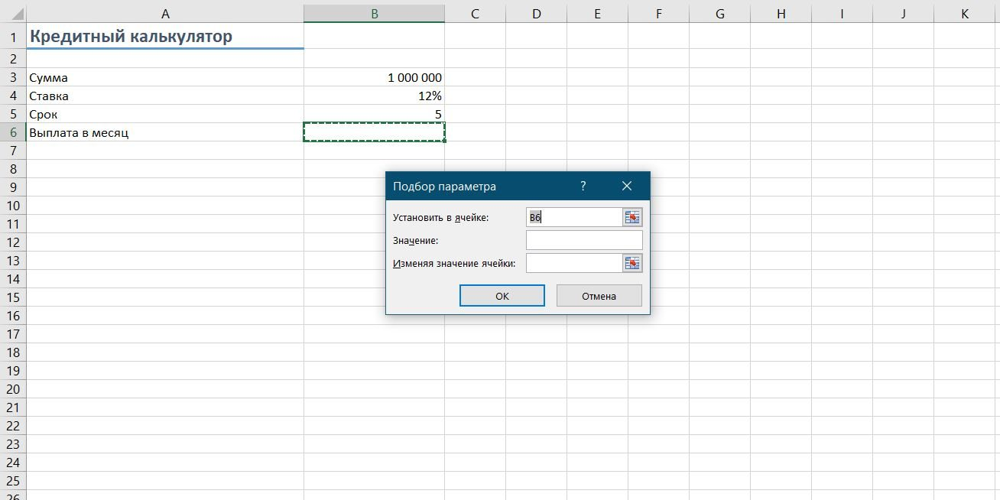 A B C D E F G H I J K
1 Кредитный калькулятор
2
3 Сумма 1 000 000
4 Ставка 12%
5 Срок 5
6 Выплата в месяц
7
8
Подбор параметра ? ×
9
10
Установить в ячейке: B6
11
Значение:
12
13
Изменяя значение ячейки:
14
15
ОК Отмена
16
17
18
19
20
21
22
23
24
25
26